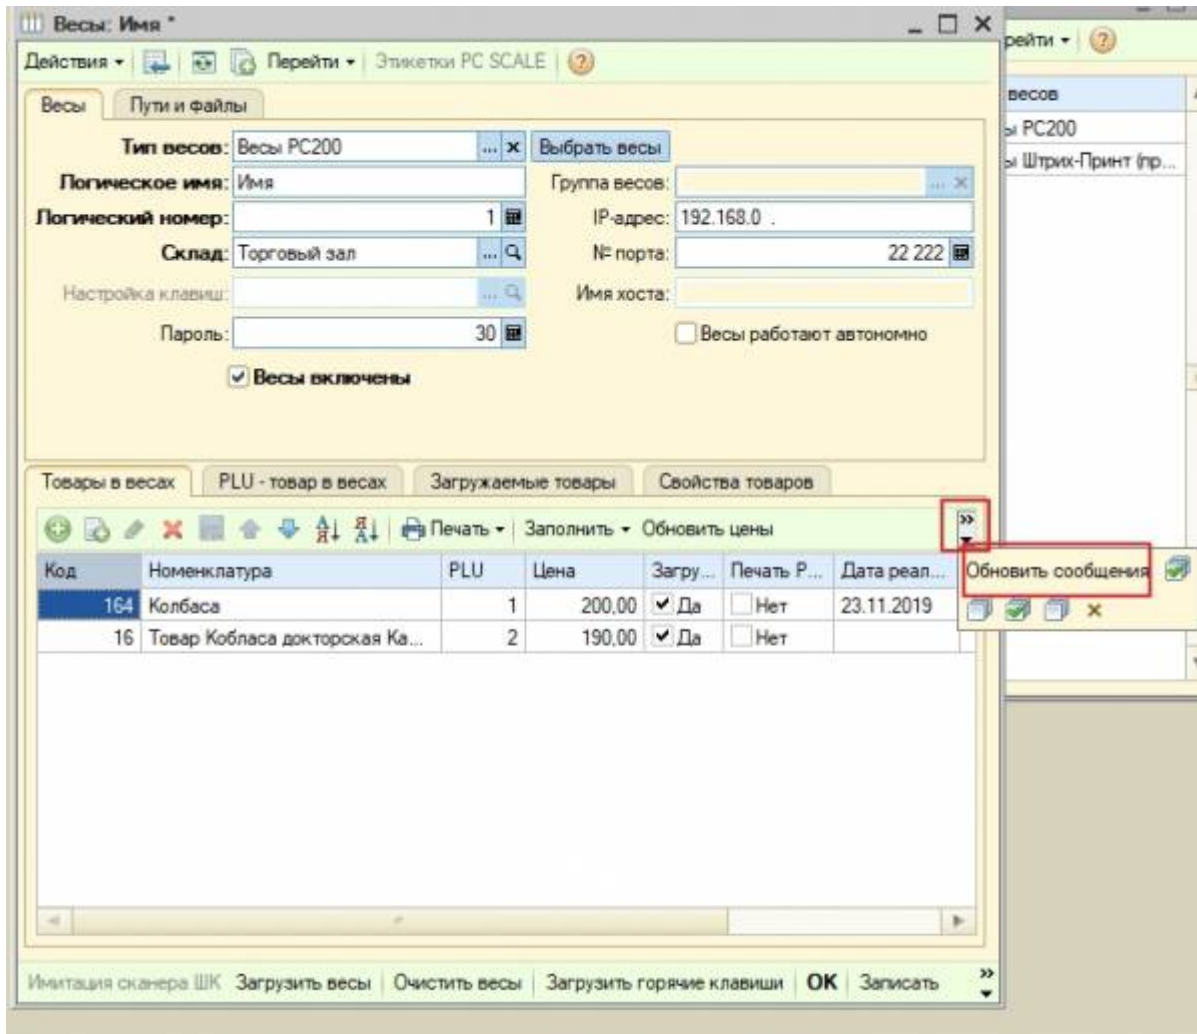 Весы: Имя *
Действия Перейти Этикетки PC SCALE
рейти
Весы Пути и файлы
весов
Тип весов: Весы PC200 ... Выбрать весы
ы PC200
Логическое имя: Имя Группа весов: ...
ы Штрих-Принт (пр...
Логический номер: 1 IP-адрес: 192.168.0 .
Склад: Торговый зал ... № порта: 22 222
Настройка клавиш: ... Имя хоста:
Пароль: 30 Весы работают автономно
Весы включены
Товары в весах PLU - товар в весах Загружаемые товары Свойства товаров
Печать Заполнить Обновить цены
Код Номенклатура PLU Цена Загру... Печать Р... Дата реал...
Обновить сообщения
164 Колбаса 1 200,00 Да Нет 23.11.2019
16 Товар Кобласа докторская Ка... 2 190,00 Да Нет
Имитация сканера ШК Загрузить весы Очистить весы Загрузить горячие клавиши OK Записать